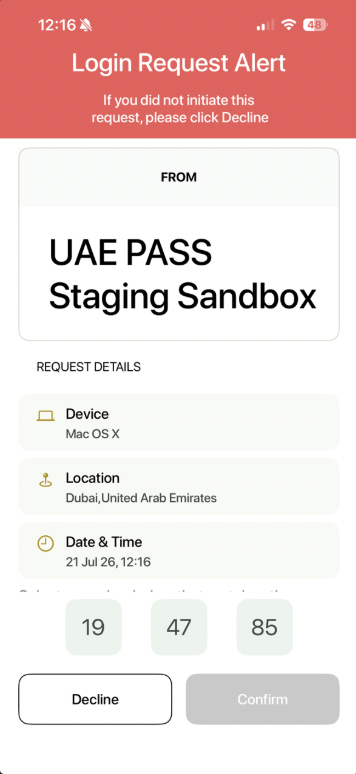 12:16
48
Login Request Alert
If you did not initiate this
request, please click Decline
FROM
UAE PASS
Staging Sandbox
REQUEST DETAILS
Device
Mac OS X
Location
Dubai,United Arab Emirates
Date & Time
21 Jul 26, 12:16
19
47
85
Decline
Confirm